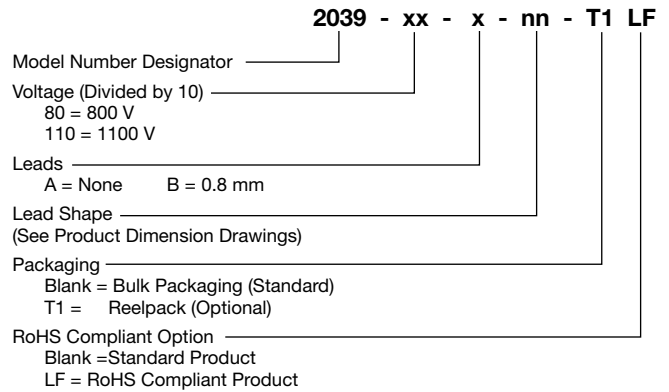 2039 - xx - x - nn - T1 LF
Model Number Designator
Voltage (Divided by 10)
80 = 800 V
110 = 1100 V
Leads
A = None B = 0.8 mm
Lead Shape
(See Product Dimension Drawings)
Packaging
Blank = Bulk Packaging (Standard)
T1 = Reelpack (Optional)
RoHS Compliant Option
Blank =Standard Product
LF = RoHS Compliant Product